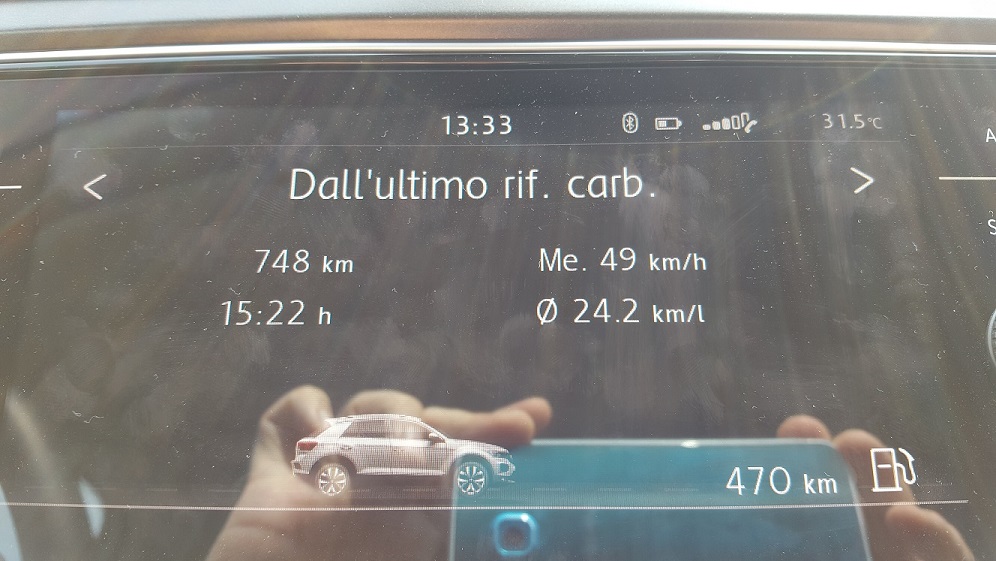 13:33 31.5°C
< Dall'ultimo rif. carb. >
748 km Me. 49 km/h
15:22 h Ø 24.2 km/l
470 km
A
S